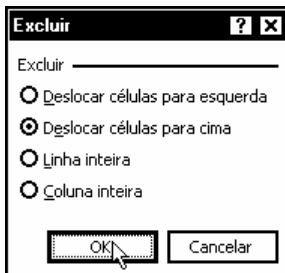 Excluir
Excluir
Deslocar células para esquerda
Deslocar células para cima
Linha inteira
Coluna inteira
OK Cancelar